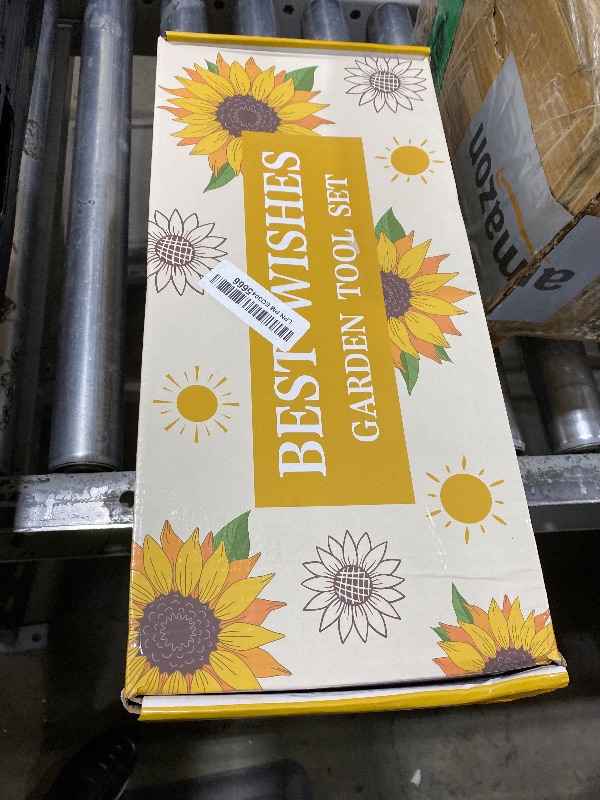 BEST WISHES
GARDEN TOOL SET
amazon
a